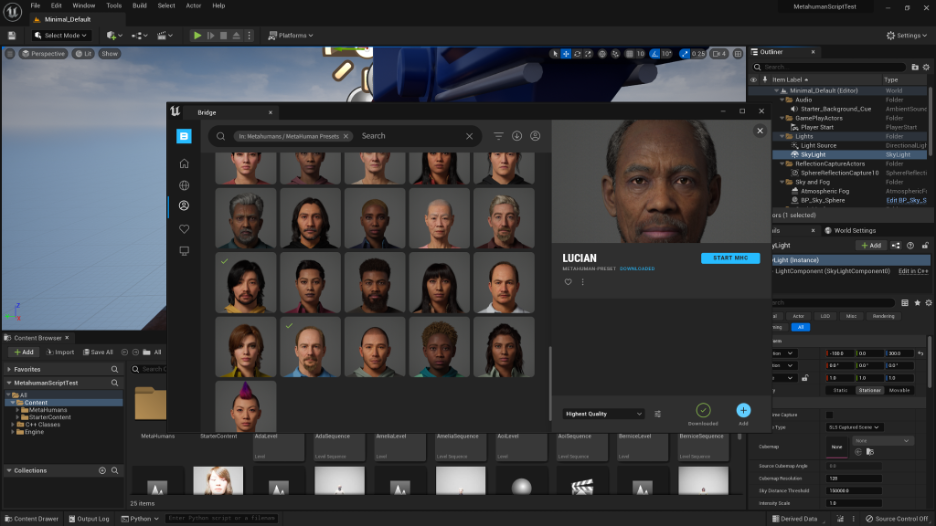 File Edit Window Tools Build Select Actor Help
MetahumanScriptTest
Minimal_Default
Select Mode
Platforms
Settings
Perspective Lit Show
10 10° 0.25 4
Outliner
Search...
Item Label Type
Minimal_Default (Editor) World
Audio Folder
Starter_Background_Cue
GamePlayActors Folder
Player Start PlayerStart
Lights Folder
Light Source DirectionalLigh
SkyLight SkyLight
ReflectionCaptureActors Folder
SphereReflectionCapture10 SphereReflecti
Sky and Fog Folder
Atmospheric Fog
BP_Sky_Sphere Edit BP_Sky_S
ors (1 selected)
Bridge
In: Metahumans / MetaHuman Presets
Search
LUCIAN
START MHC
METAHUMAN PRESET DOWNLOADED
Highest Quality
Downloaded
Add
ils
World Settings
yLight
Add
yLight (Instance)
LightComponent (SkyLightComponent0) Edit in C++
arch
al Actor LOD Misc Rendering
ming All
-100.0 0.0 300.0
0.0° 0.0° 0.0°
1.0 1.0 1.0
Static Stationar Movable
me Capture
Type SLS Captured Scene
Cubemap None None
Source Cubemap Angle 0.0
Cubemap Resolution 128
Sky Distance Threshold 150000.0
Intensity Scale 1.0
Content Browser
Add Import Save All All
Favorites
MetahumanScriptTest
All
Content
MetaHumans
StarterContent
C++ Classes
Engine
Collections
Search Co
MetaHumans StarterContent AdaLevel AdaSequence AmeliaLevel AmeliaSequence AoiLevel AoiSequence BerniceLevel BerniceSequence
Level Level Sequence Level Level Sequence Level Level Sequence Level Level Sequence
25 items
Content Drawer Output Log Python Enter Python script or a filename
Derived Data Source Control Off